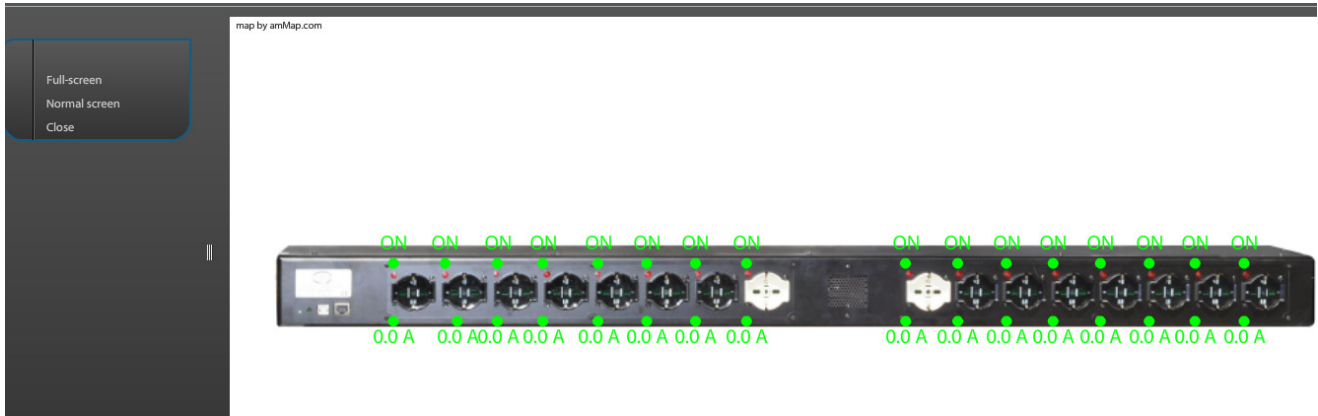 map by amMap.com
Full-screen
Normal screen
Close
ON ON ON ON ON ON ON ON ON ON ON ON ON ON ON ON
0.0 A 0.0 A 0.0 A 0.0 A 0.0 A 0.0 A 0.0 A 0.0 A 0.0 A 0.0 A 0.0 A 0.0 A 0.0 A 0.0 A 0.0 A 0.0 A